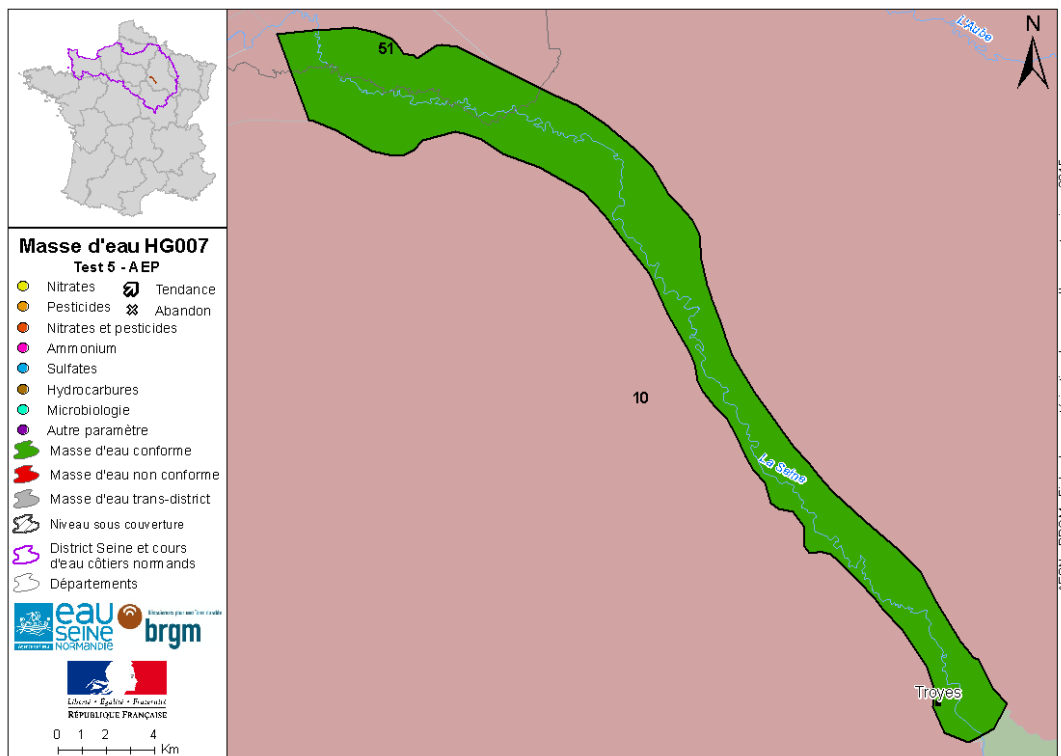 Masse d'eau HG007
Test 5 - AEP
Nitrates
Tendance
Pesticides
Abandon
Nitrates et pesticides
Ammonium
Sulfates
Hydrocarbures
Microbiologie
Autre paramètre
Masse d'eau conforme
Masse d'eau non conforme
Masse d'eau trans-district
Niveau sous couverture
District Seine et cours
d'eau côtiers normands
Départements
eau
SEINE
NORMANDIE
brgm
Liberté • Égalité • Fraternité
RÉPUBLIQUE FRANÇAISE
0 1 2 4
Km
51
L'Aube
N
10
La Seine
Troyes